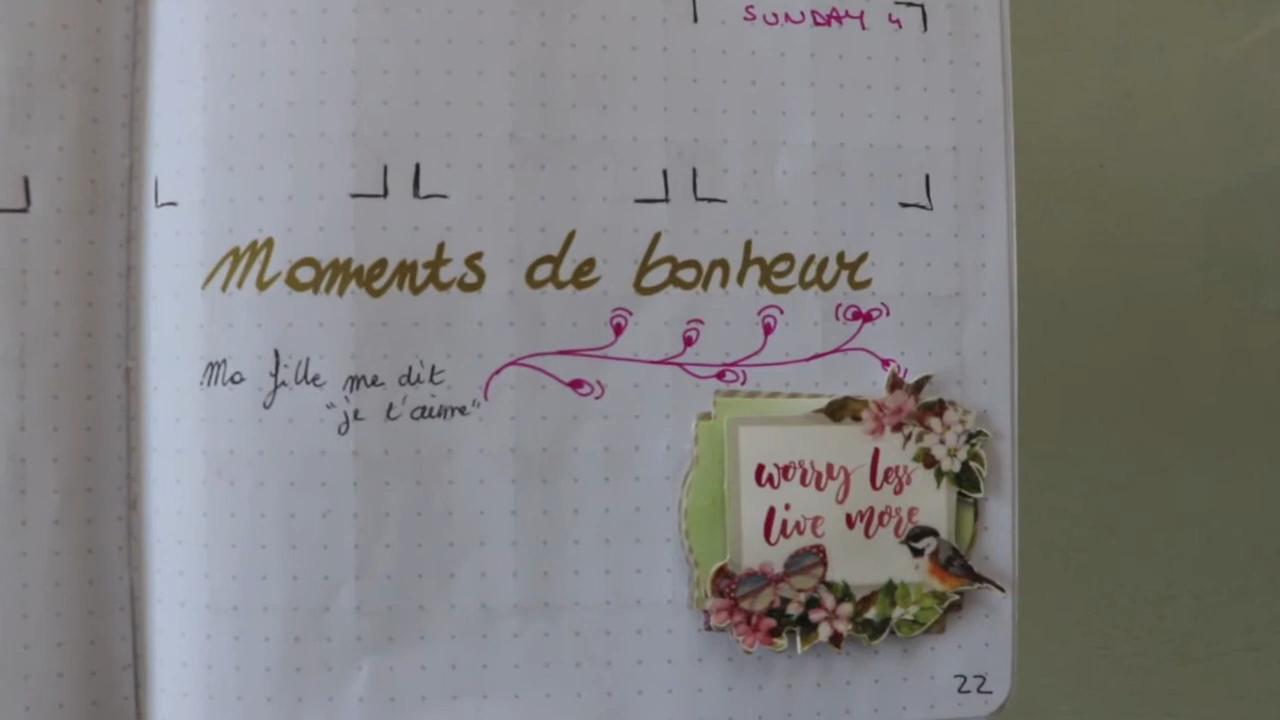 SUNDAY 4
Moments de bonheur
Ma fille me dit
"je t'aime"
worry less
live more
22